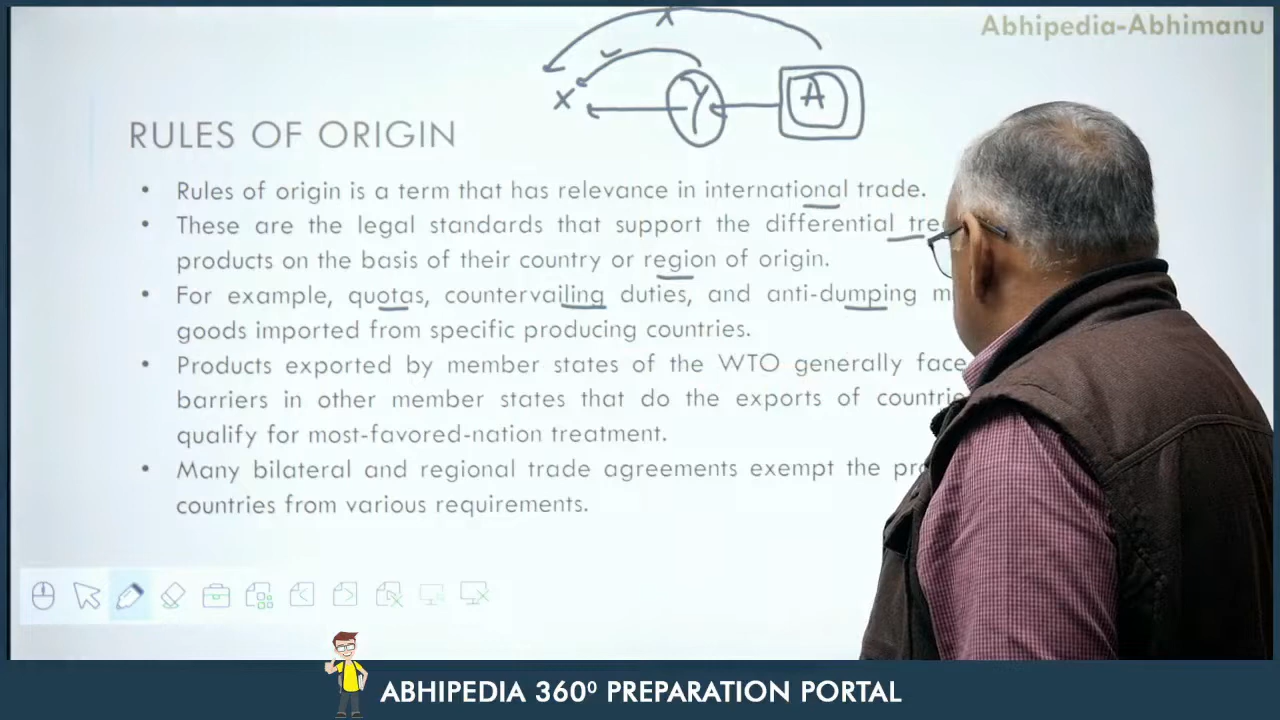 Abhipedia-Abhimanu
X
✓
X
Y
A
RULES OF ORIGIN
• Rules of origin is a term that has relevance in international trade.
• These are the legal standards that support the differential
products on the basis of their country or region of origin.
• For example, quotas, countervailing duties, and anti-dumping
goods imported from specific producing countries.
• Products exported by member states of the WTO generally face
barriers in other member states that do the exports of
qualify for most-favored-nation treatment.
• Many bilateral and regional trade agreements exempt the
countries from various requirements.
ABHIPEDIA 360⁰ PREPARATION PORTAL